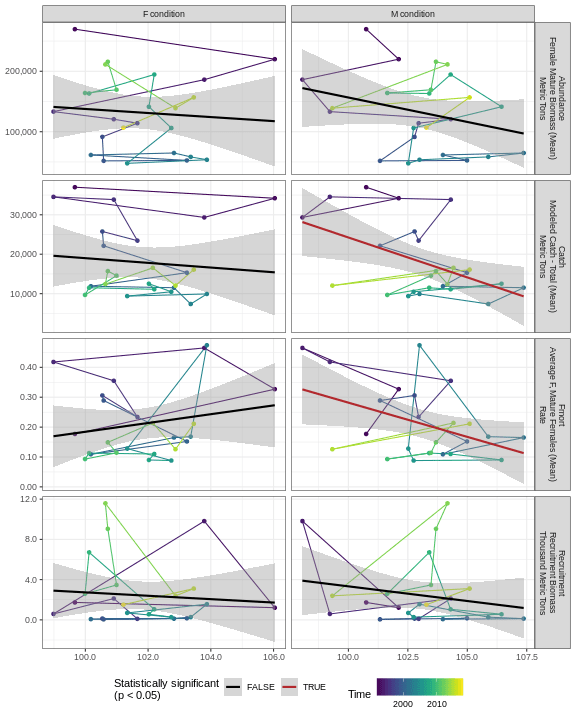 F condition
M condition
200,000
100,000
Abundance
Female Mature Biomass (Mean)
Metric Tons
30,000
20,000
10,000
Catch
Modeled Catch - Total (Mean)
Metric Tons
0.40
0.30
0.20
0.10
0.00
Fmort
Average F, Mature Females (Mean)
Rate
12.0
8.0
4.0
0.0
Recruitment
Recruitment Biomass
Thousand Metric Tons
100.0
102.0
104.0
106.0
100.0
102.5
105.0
107.5
Statistically significant
(p < 0.05)
FALSE
TRUE
Time
2000
2010